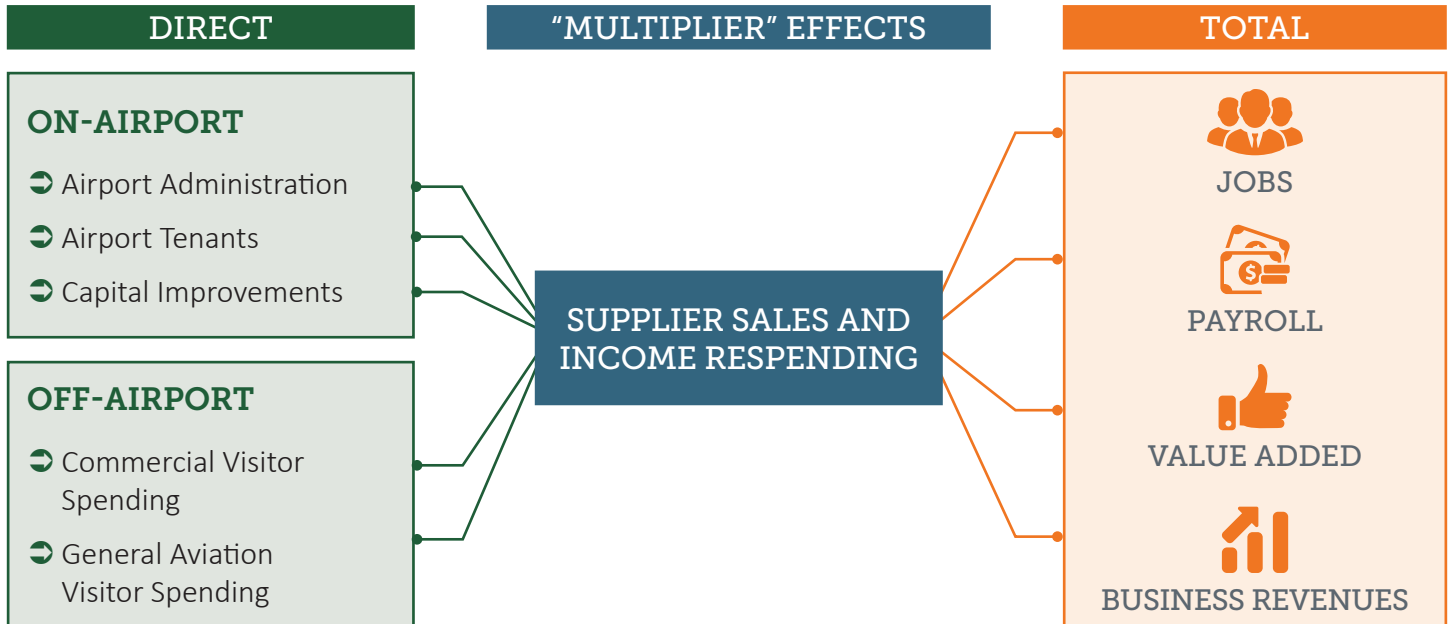 DIRECT
ON-AIRPORT
Airport Administration
Airport Tenants
Capital Improvements
OFF-AIRPORT
Commercial Visitor
Spending
General Aviation
Visitor Spending
“MULTIPLIER” EFFECTS
SUPPLIER SALES AND
INCOME RESPENDING
TOTAL
JOBS
$
PAYROLL
VALUE ADDED
BUSINESS REVENUES